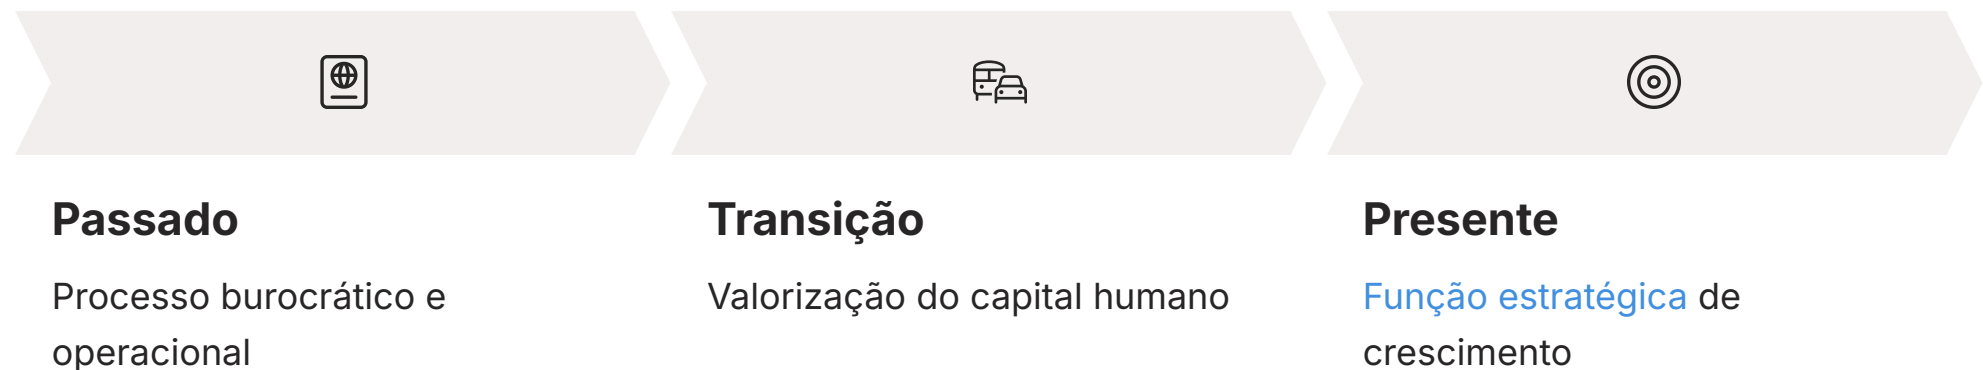 Passado
Processo burocrático e
operacional
Transição
Valorização do capital humano
Presente
Função estratégica de
crescimento